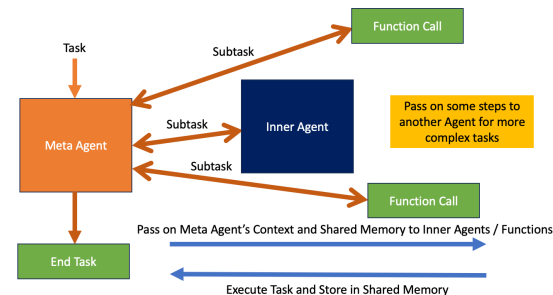 Task
Subtask
Function Call
Meta Agent
Subtask
Inner Agent
Pass on some steps to
another Agent for more
complex tasks
Subtask
Function Call
Pass on Meta Agent's Context and Shared Memory to Inner Agents / Functions
End Task
Execute Task and Store in Shared Memory